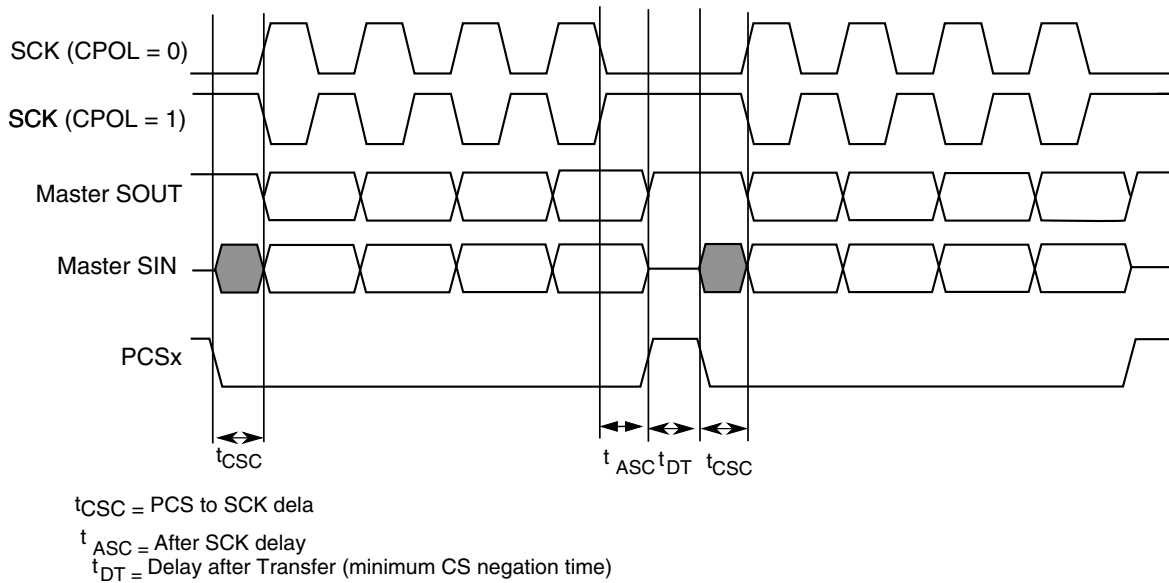 SCK (CPOL = 0)
SCK (CPOL = 1)
Master SOUT
Master SIN
PCSx
tCSC
t ASC
tDT
tCSC
tCSC = PCS to SCK dela
t ASC = After SCK delay
tDT = Delay after Transfer (minimum CS negation time)